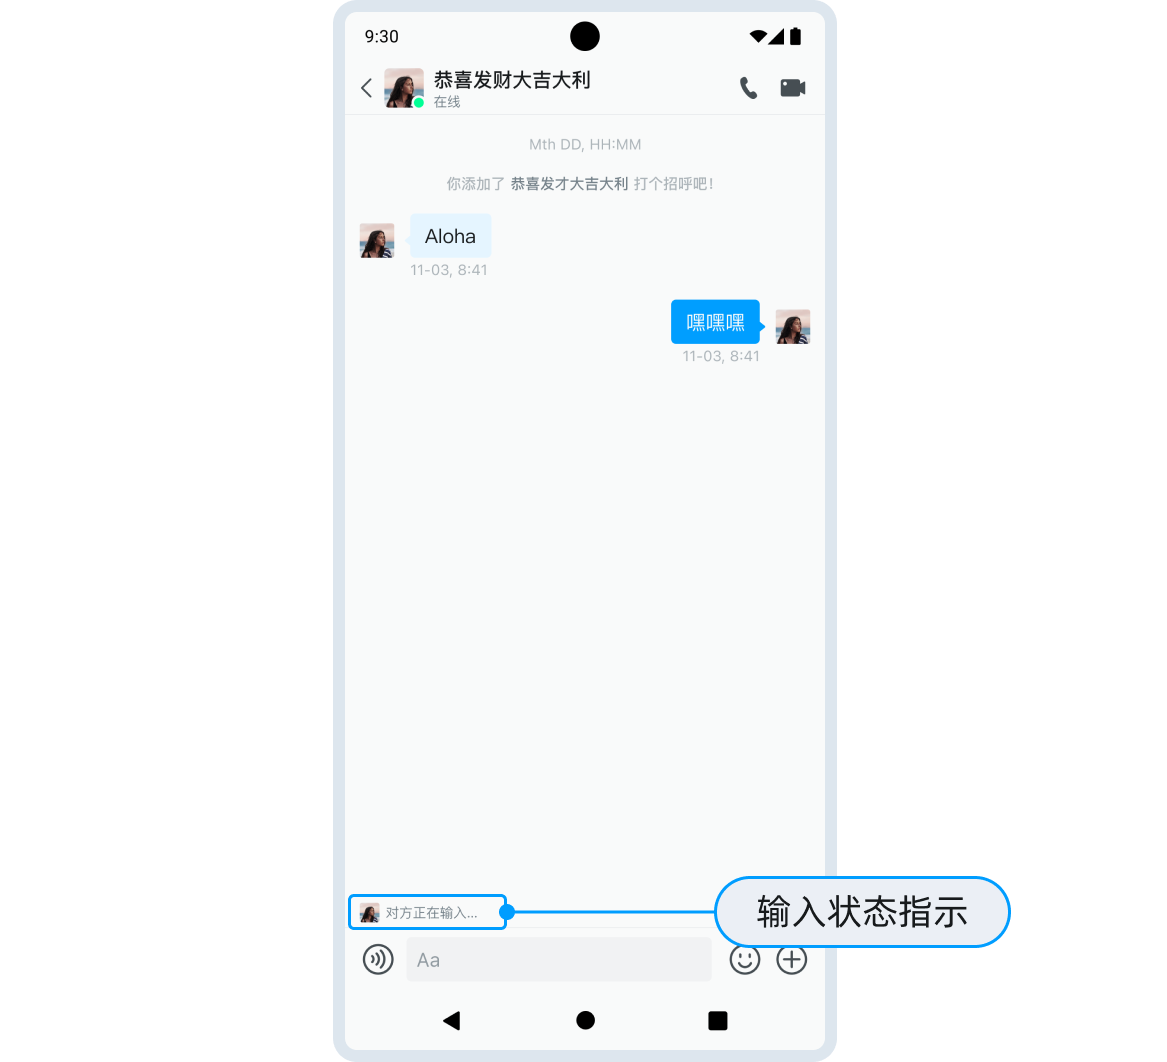 9:30
恭喜发财大吉大利
在线
Mth DD, HH:MM
你添加了 恭喜发才大吉大利 打个招呼吧！
Aloha
11-03, 8:41
嘿嘿嘿
11-03, 8:41
对方正在输入...
输入状态指示
Aa